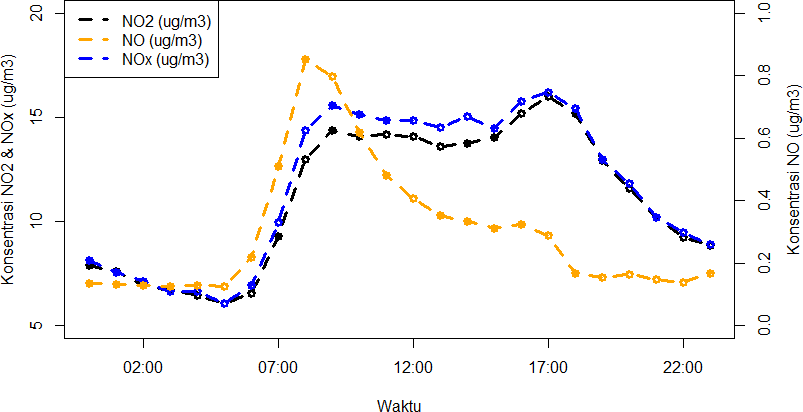 NO2 (ug/m3)
NO (ug/m3)
NOx (ug/m3)
Konsentrasi NO2 & NOx (ug/m3)
20
15
10
5
Konsentrasi NO (ug/m3)
1.0
0.8
0.6
0.4
0.2
0.0
02:00 07:00 12:00 17:00 22:00
Waktu